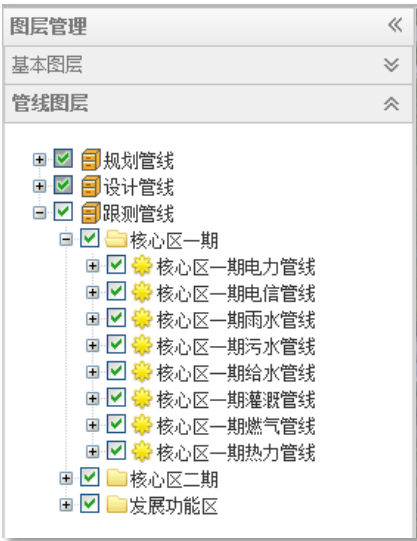 图层管理
基本图层
管线图层
规划管线
设计管线
跟测管线
核心区一期
核心区一期电力管线
核心区一期电信管线
核心区一期雨水管线
核心区一期污水管线
核心区一期给水管线
核心区一期灌溉管线
核心区一期燃气管线
核心区一期热力管线
核心区二期
发展功能区